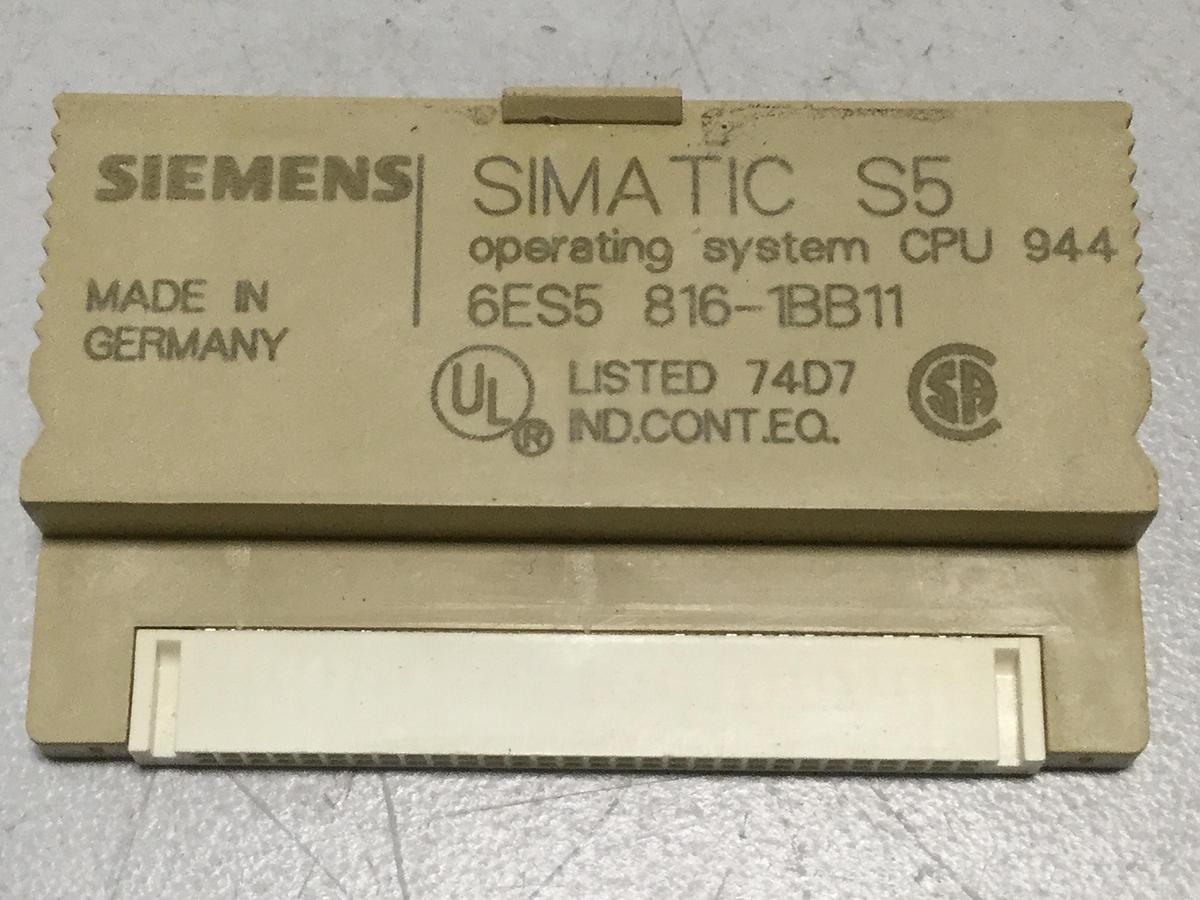 SIEMENS
MADE IN
GERMANY
SIMATIC S5
operating system CPU 944
6ES5 816-1BB11
UL ®
LISTED 74D7
IND.CONT.EQ.
SA